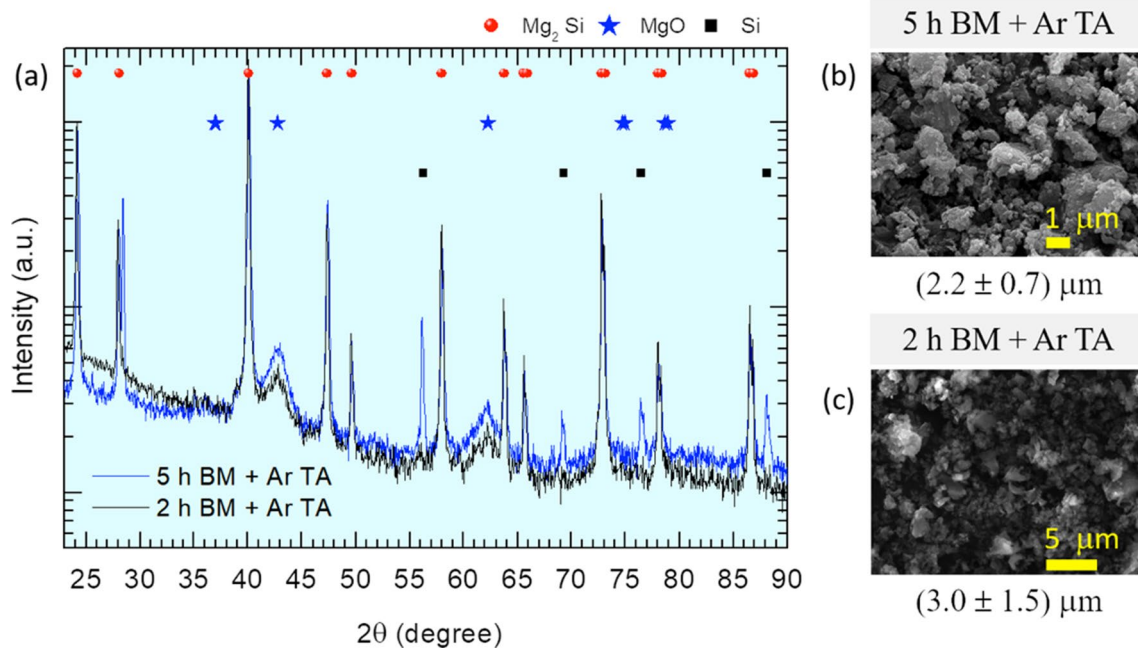 Mg₂ Si MgO Si
(a)
Intensity (a.u.)
5 h BM + Ar TA
2 h BM + Ar TA
25 30 35 40 45 50 55 60 65 70 75 80 85 90
2θ (degree)
5 h BM + Ar TA
(b)
1 μm
(2.2 ± 0.7) μm
2 h BM + Ar TA
(c)
5 μm
(3.0 ± 1.5) μm